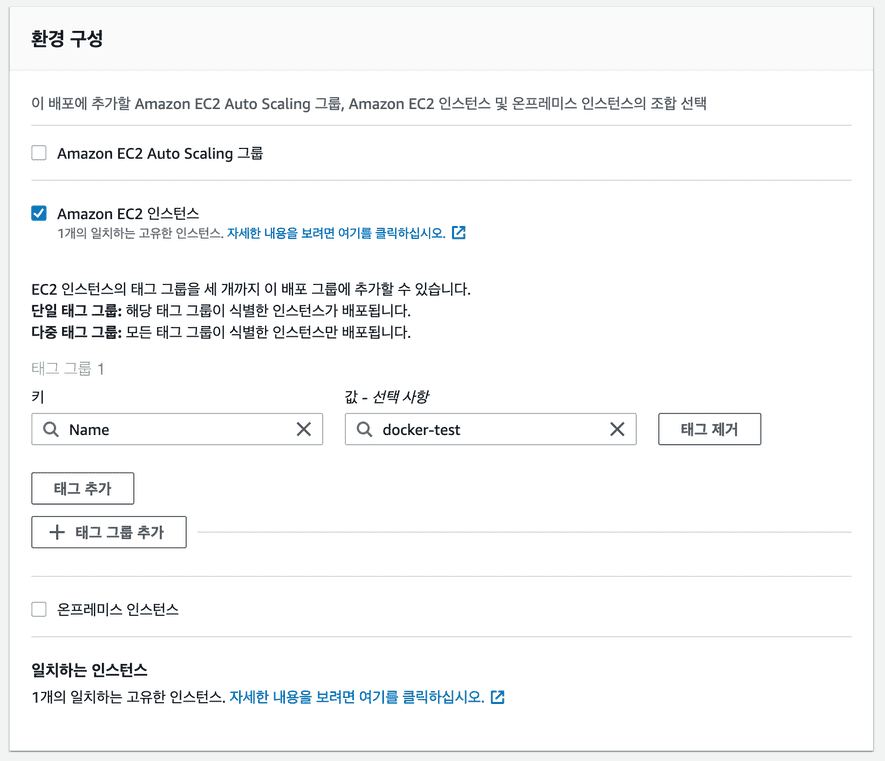 환경 구성
이 배포에 추가할 Amazon EC2 Auto Scaling 그룹, Amazon EC2 인스턴스 및 온프레미스 인스턴스의 조합 선택
Amazon EC2 Auto Scaling 그룹
Amazon EC2 인스턴스
1개의 일치하는 고유한 인스턴스. 자세한 내용을 보려면 여기를 클릭하십시오.
EC2 인스턴스의 태그 그룹을 세 개까지 이 배포 그룹에 추가할 수 있습니다.
단일 태그 그룹: 해당 태그 그룹이 식별한 인스턴스가 배포됩니다.
다중 태그 그룹: 모든 태그 그룹이 식별한 인스턴스만 배포됩니다.
태그 그룹 1
키 값 - 선택 사항
Name docker-test 태그 제거
태그 추가
태그 그룹 추가
온프레미스 인스턴스
일치하는 인스턴스
1개의 일치하는 고유한 인스턴스. 자세한 내용을 보려면 여기를 클릭하십시오.